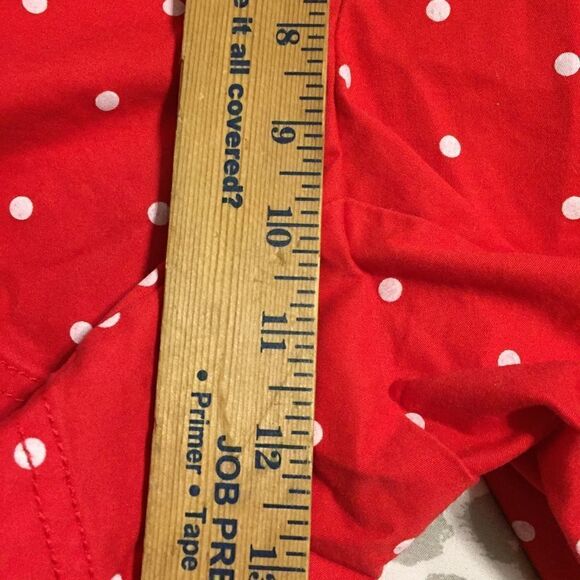 e it all covered?
JOB PRE
• Primer • Tape
8
9
10
11
12